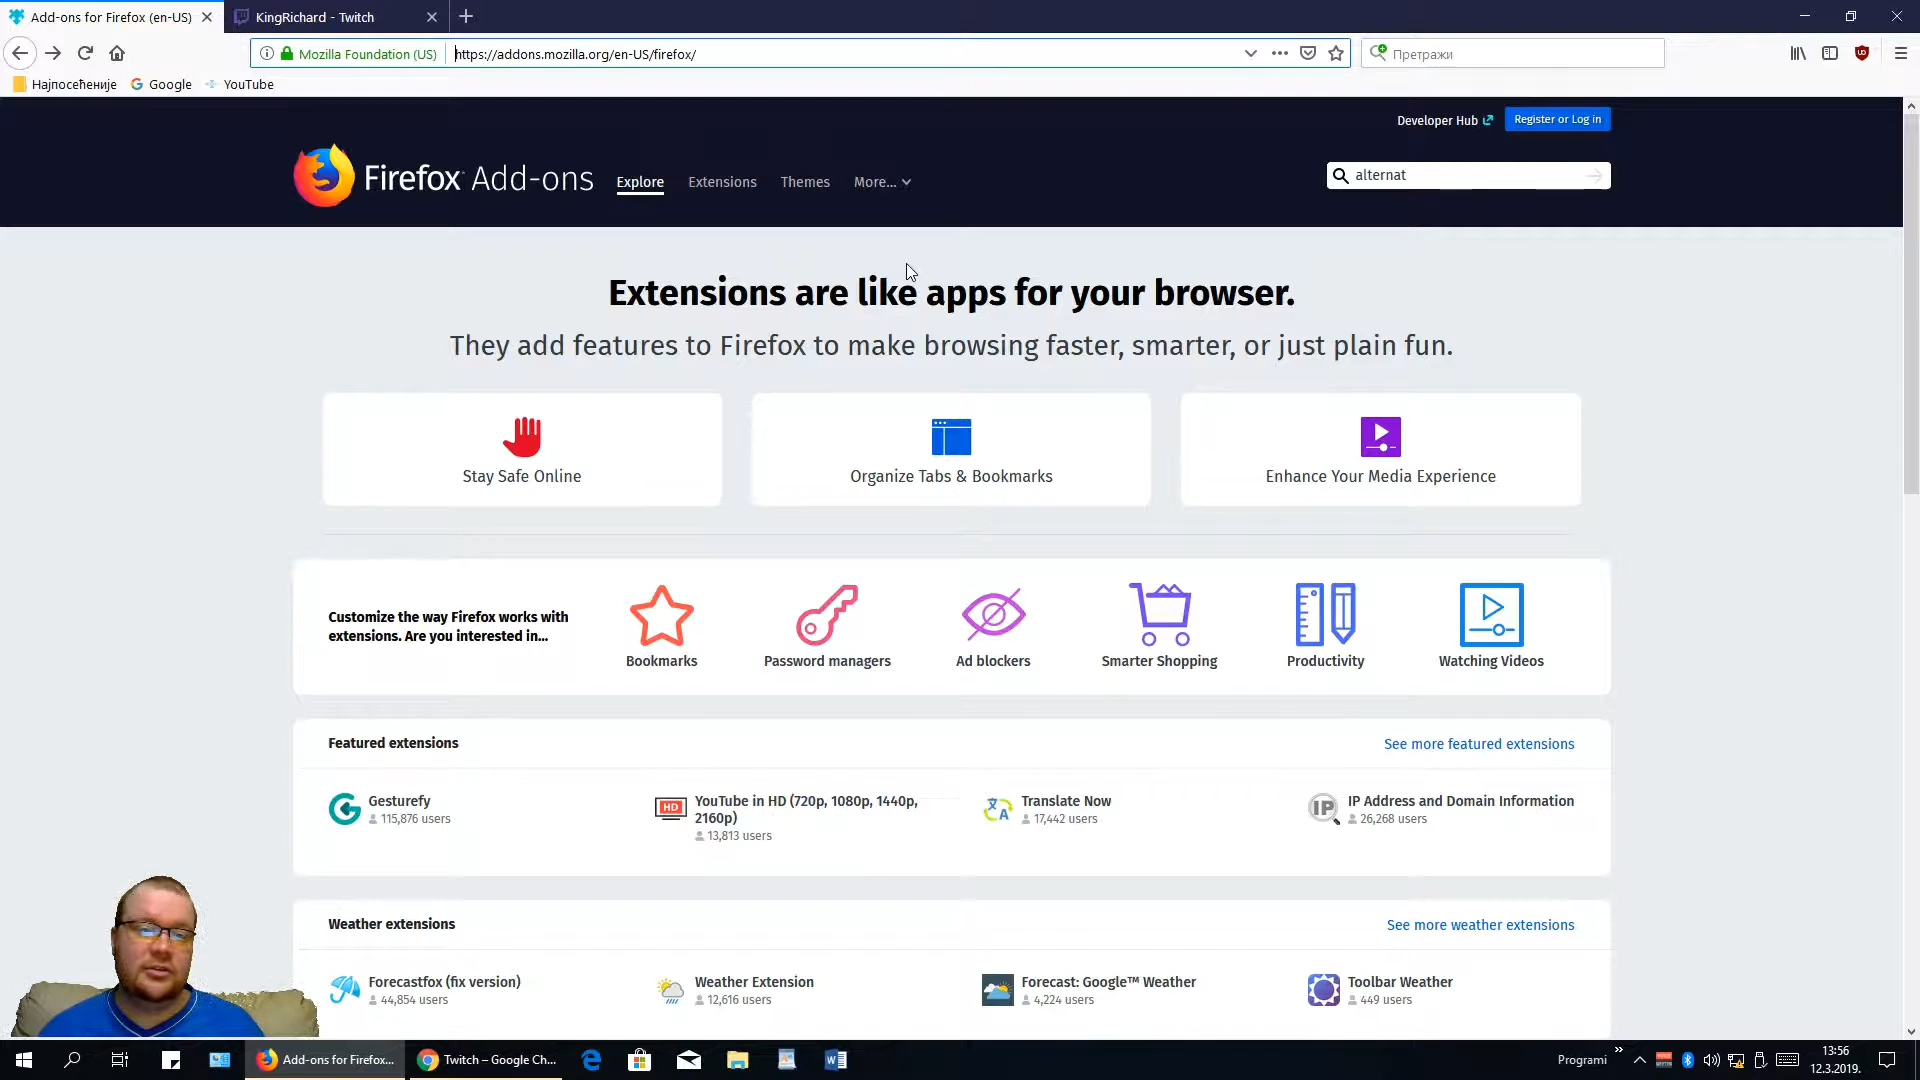 Add-ons for Firefox (en-US)
KingRichard - Twitch
Mozilla Foundation (US)
https://addons.mozilla.org/en-US/firefox/
Претражи
Најпосећеније
Google
YouTube
Developer Hub
Register or Log in
Firefox Add-ons
Explore
Extensions
Themes
More...
alternat
Extensions are like apps for your browser.
They add features to Firefox to make browsing faster, smarter, or just plain fun.
Stay Safe Online
Organize Tabs & Bookmarks
Enhance Your Media Experience
Customize the way Firefox works with
extensions. Are you interested in...
Bookmarks
Password managers
Ad blockers
Smarter Shopping
Productivity
Watching Videos
Featured extensions
See more featured extensions
Gesturefy
115,876 users
HD
YouTube in HD (720p, 1080p, 1440p,
2160p)
13,813 users
Translate Now
17,442 users
IP
IP Address and Domain Information
26,268 users
Weather extensions
See more weather extensions
Forecastfox (fix version)
44,854 users
Weather Extension
12,616 users
Forecast: Google™ Weather
4,224 users
Toolbar Weather
449 users
Add-ons for Firefox...
Twitch – Google Ch...
Programi
13:56
12.3.2019.